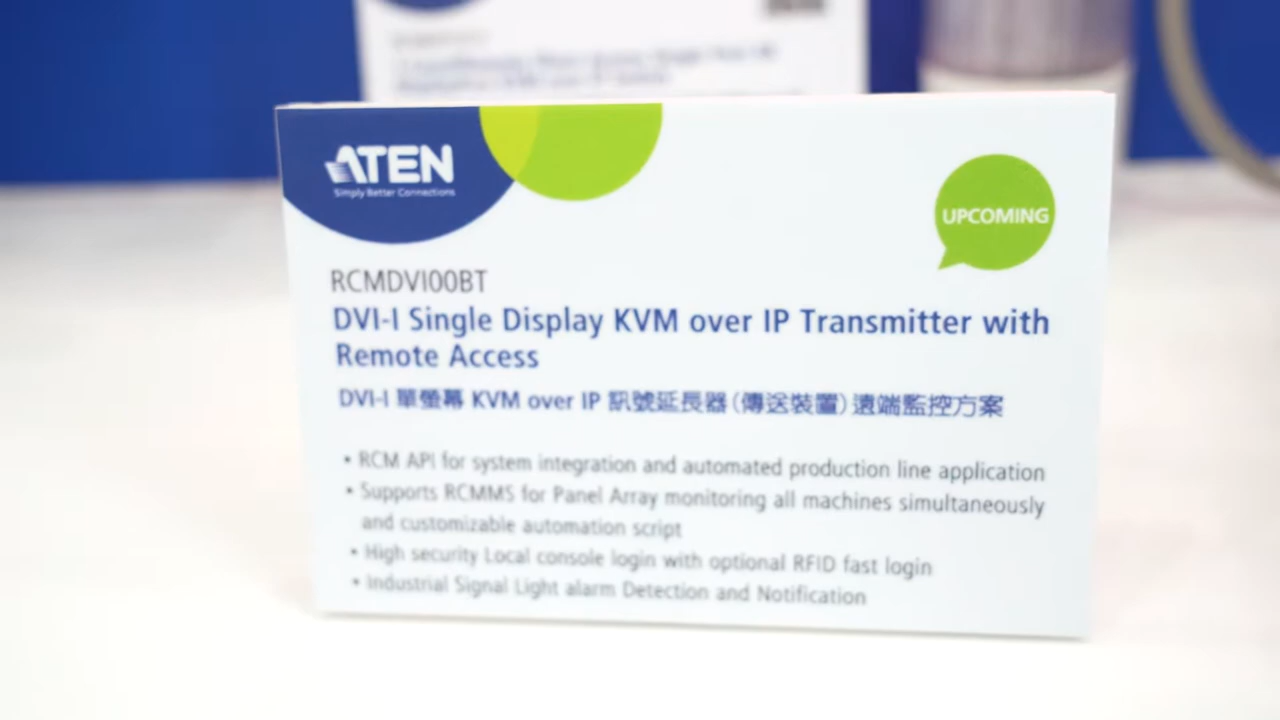 ATEN
Simply Better Connections
UPCOMING
RCMDVI00BT
DVI-I Single Display KVM over IP Transmitter with
Remote Access
DVI-I 單螢幕 KVM over IP 訊號延長器(傳送裝置)遠端監控方案
• RCM API for system integration and automated production line application
• Supports RCMMS for Panel Array monitoring all machines simultaneously
and customizable automation script
• High security Local console login with optional RFID fast login
• Industrial Signal Light alarm Detection and Notification